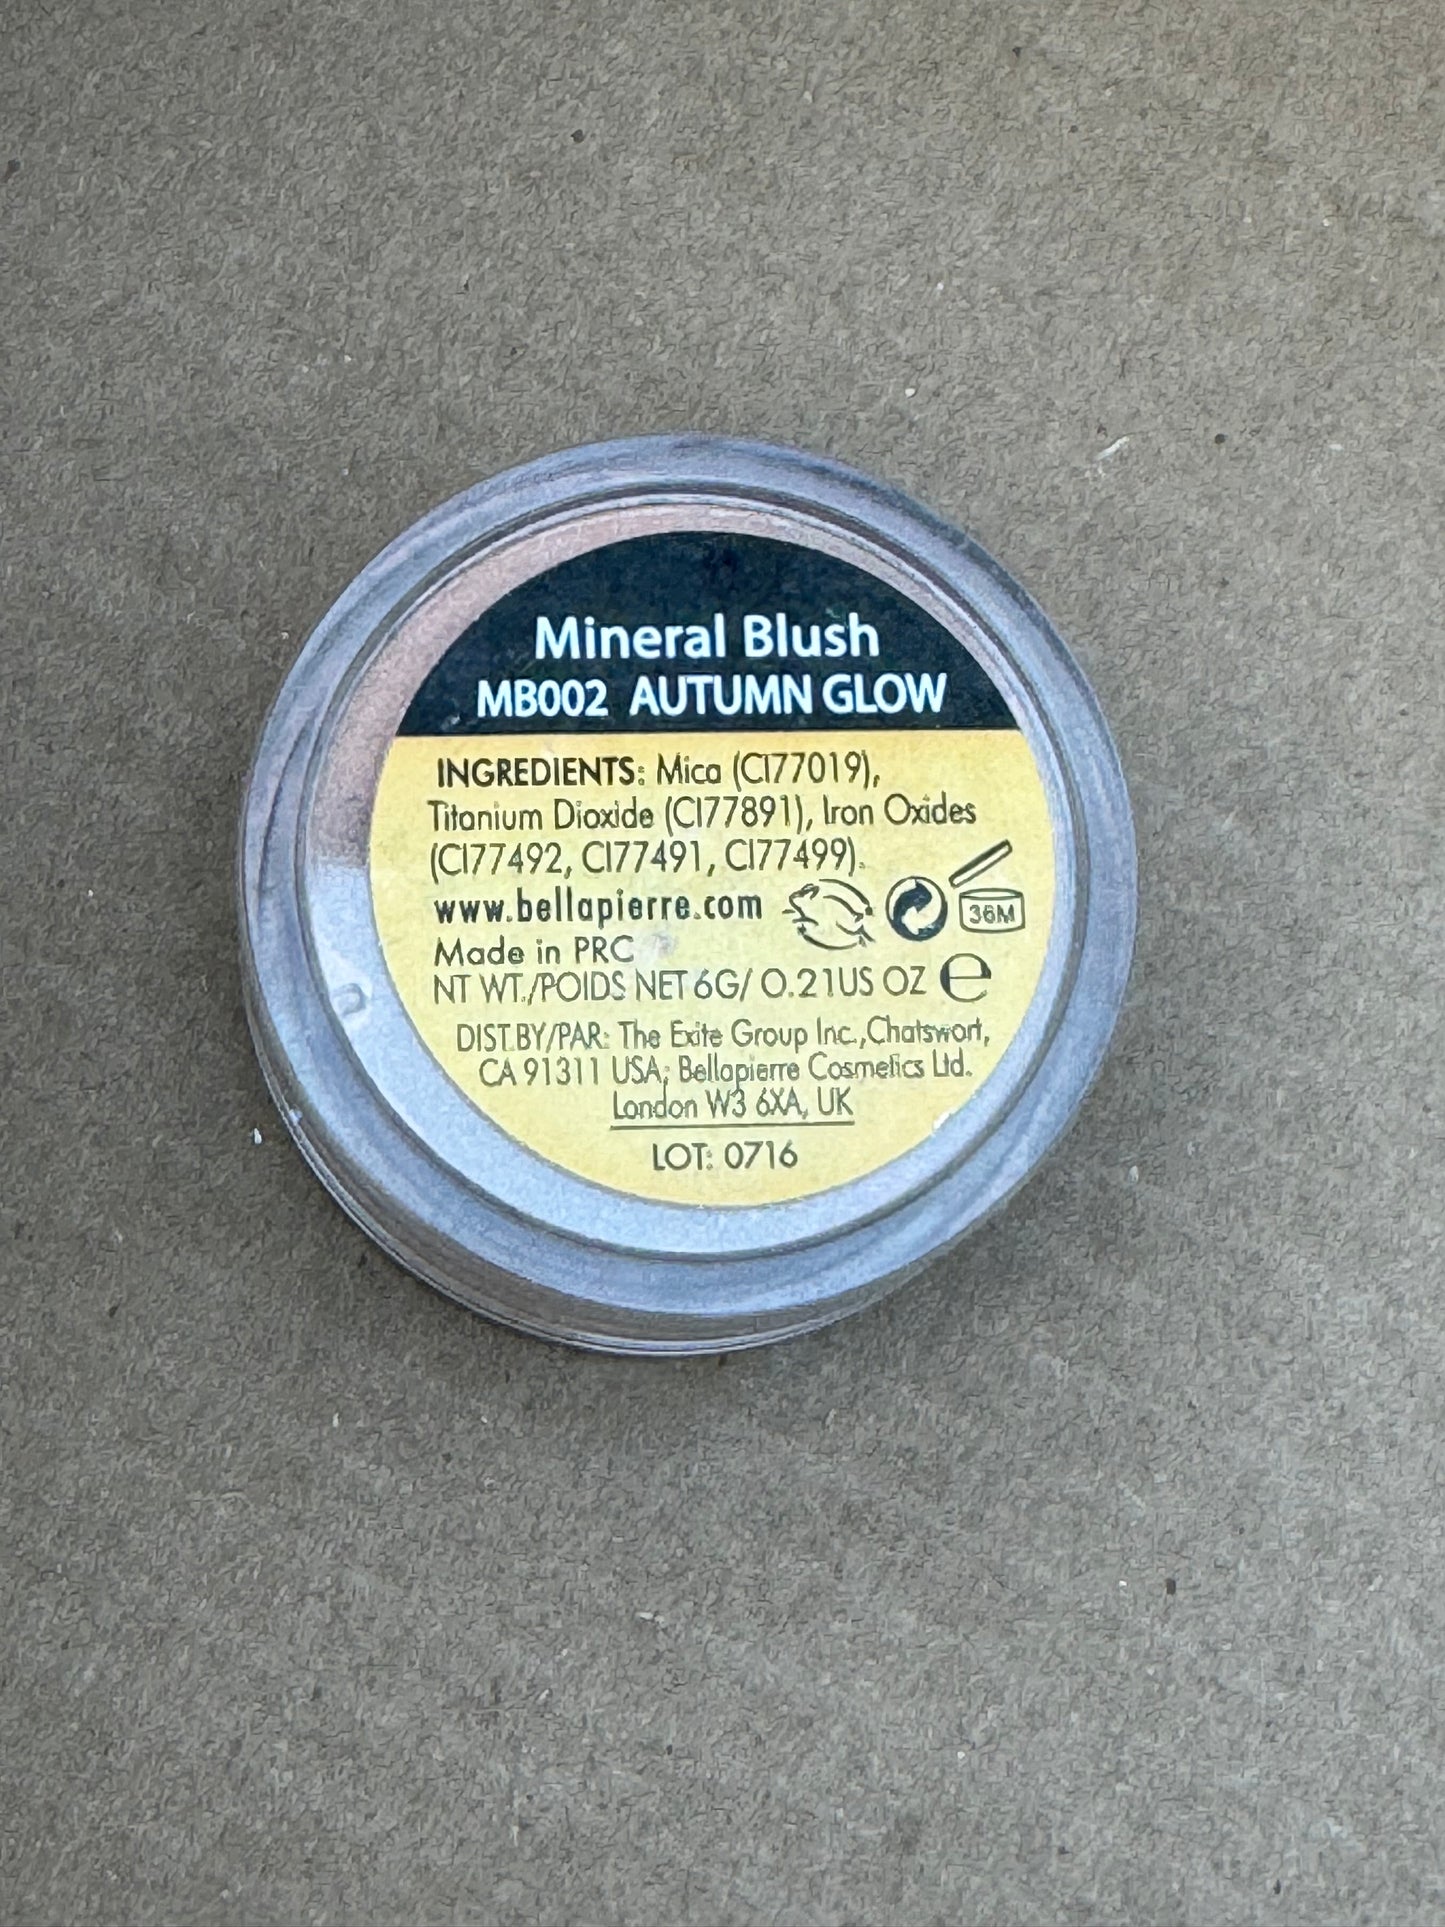 Mineral Blush
MB002 AUTUMN GLOW
INGREDIENTS: Mica (CI77019),
Titanium Dioxide (CI77891), Iron Oxides
(CI77492, CI77491, CI77499).
www.bellapierre.com
36M
Made in PRC
NT WT./POIDS NET 6G/ 0.21US OZ e
DIST.BY/PAR: The Exite Group Inc.,Chatswort,
CA 91311 USA; Bellapierre Cosmetics Ltd.
London W3 6XA, UK
LOT: 0716